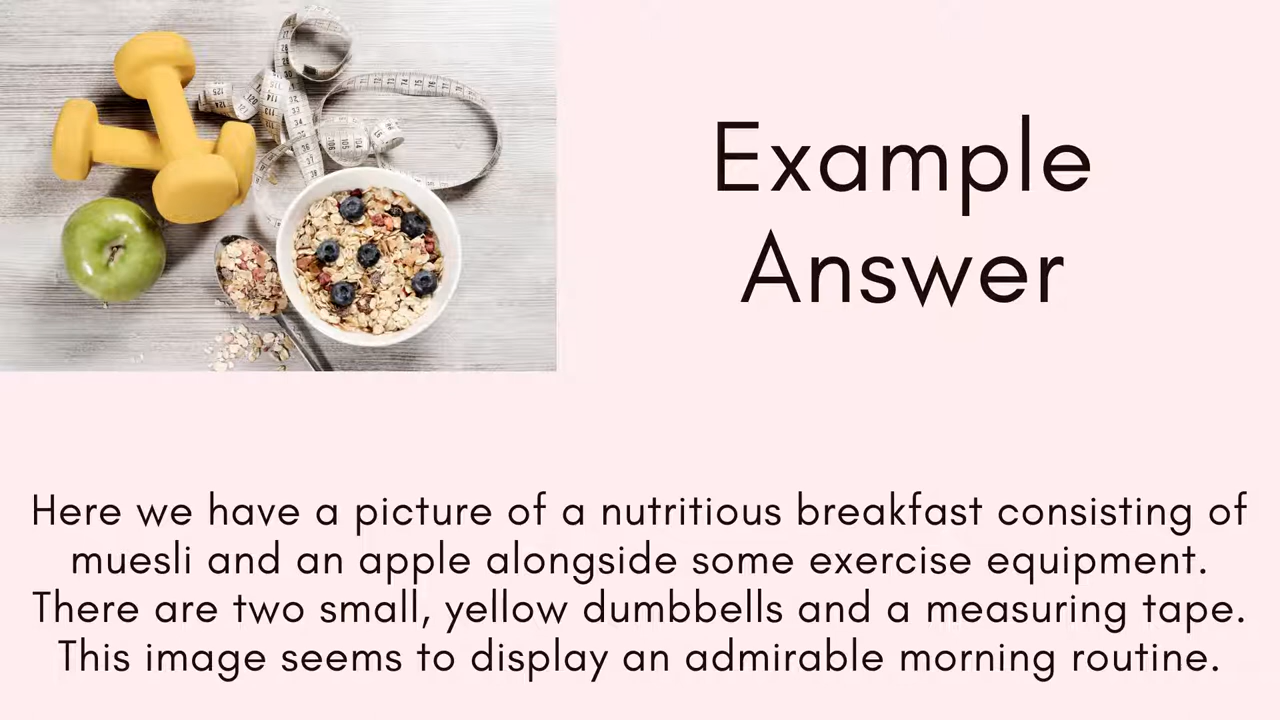 Example
Answer
Here we have a picture of a nutritious breakfast consisting of
muesli and an apple alongside some exercise equipment.
There are two small, yellow dumbbells and a measuring tape.
This image seems to display an admirable morning routine.